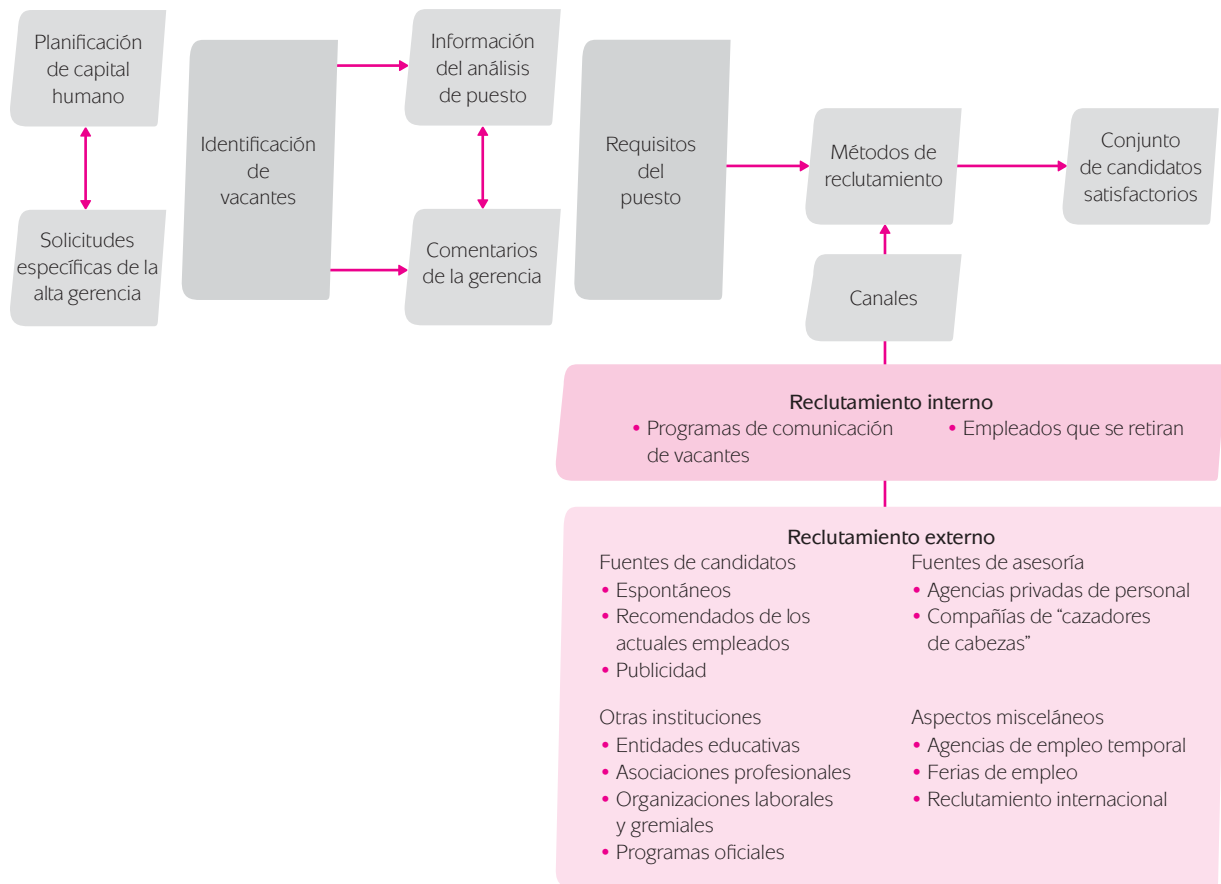 Planificación
de capital
humano
Solicitudes
específicas de la
alta gerencia
Identificación
de
vacantes
Información
del análisis
de puesto
Comentarios
de la gerencia
Requisitos
del
puesto
Métodos de
reclutamiento
Conjunto
de candidatos
satisfactorios
Canales
Reclutamiento interno
• Programas de comunicación
de vacantes
• Empleados que se retiran
Reclutamiento externo
Fuentes de candidatos
• Espontáneos
• Recomendados de los
actuales empleados
• Publicidad
Fuentes de asesoría
• Agencias privadas de personal
• Compañías de “cazadores
de cabezas”
Otras instituciones
• Entidades educativas
• Asociaciones profesionales
• Organizaciones laborales
y gremiales
• Programas oficiales
Aspectos misceláneos
• Agencias de empleo temporal
• Ferias de empleo
• Reclutamiento internacional